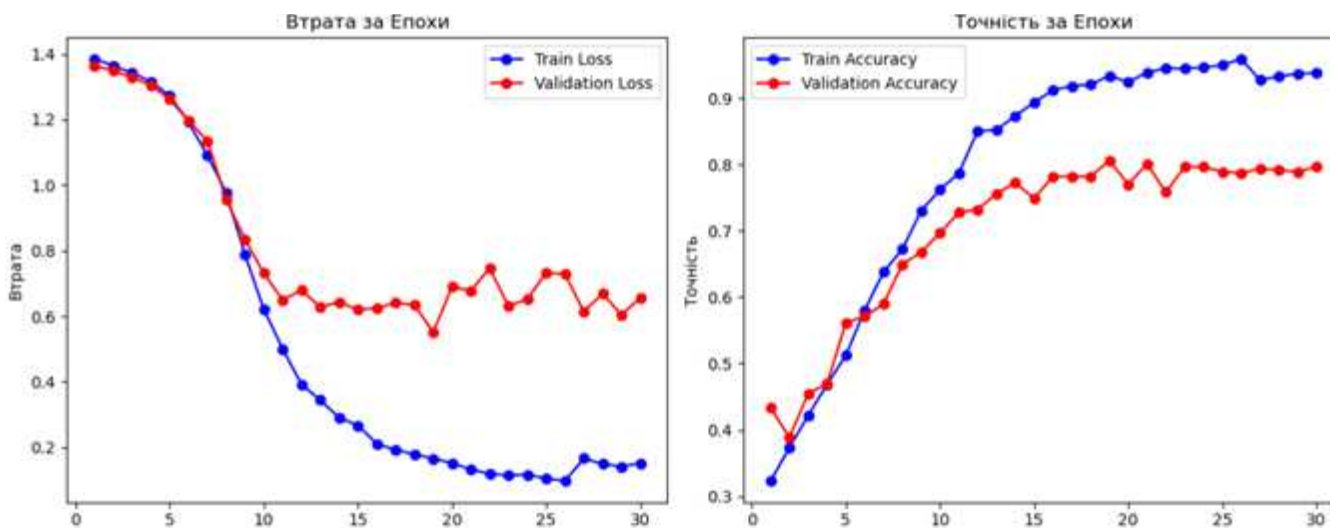 Втрата за Епохи
1.4
1.2
1.0
0.8
0.6
0.4
0.2
Втрата
Train Loss
Validation Loss
0 5 10 15 20 25 30
Точність за Епохи
0.9
0.8
0.7
0.6
0.5
0.4
0.3
Точність
Train Accuracy
Validation Accuracy
0 5 10 15 20 25 30